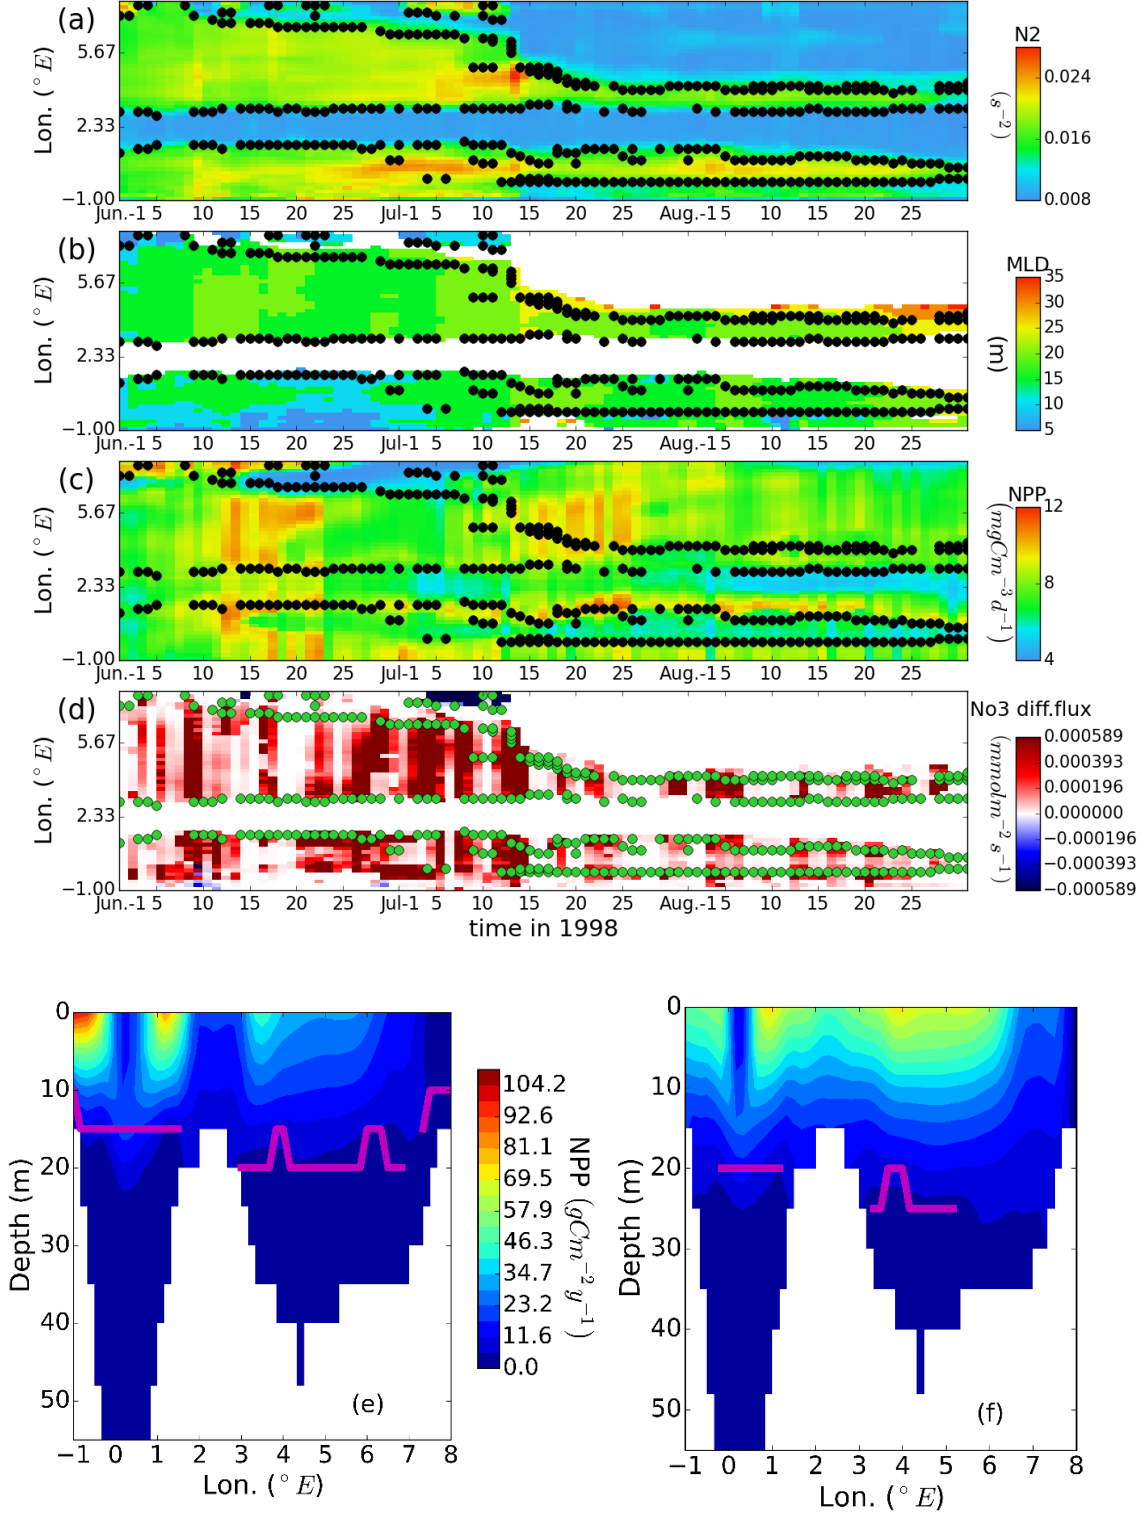 (a)
Lon. (° E)
5.67
2.33
−1.00
Jun.-1 5 10 15 20 25 Jul-1 5 10 15 20 25 Aug.-15 10 15 20 25
N2
(s⁻²)
0.024
0.016
0.008
(b)
Lon. (° E)
5.67
2.33
−1.00
Jun.-1 5 10 15 20 25 Jul-1 5 10 15 20 25 Aug.-15 10 15 20 25
MLD
(m)
35
30
25
20
15
10
5
(c)
Lon. (° E)
5.67
2.33
−1.00
Jun.-1 5 10 15 20 25 Jul-1 5 10 15 20 25 Aug.-15 10 15 20 25
NPP
(mgCm⁻³d⁻¹)
12
8
4
(d)
Lon. (° E)
5.67
2.33
−1.00
Jun.-1 5 10 15 20 25 Jul-1 5 10 15 20 25 Aug.-15 10 15 20 25
time in 1998
No3 diff.flux
(mmolm⁻²s⁻¹)
0.000589
0.000393
0.000196
0.000000
−0.000196
−0.000393
−0.000589
0
10
20
30
40
50
Depth (m)
(e)
−1 0 1 2 3 4 5 6 7 8
Lon. (° E)
104.2
92.6
81.1
69.5
57.9
46.3
34.7
23.2
11.6
0.0
NPP (gCm⁻²y⁻¹)
0
10
20
30
40
50
Depth (m)
(f)
−1 0 1 2 3 4 5 6 7 8
Lon. (° E)